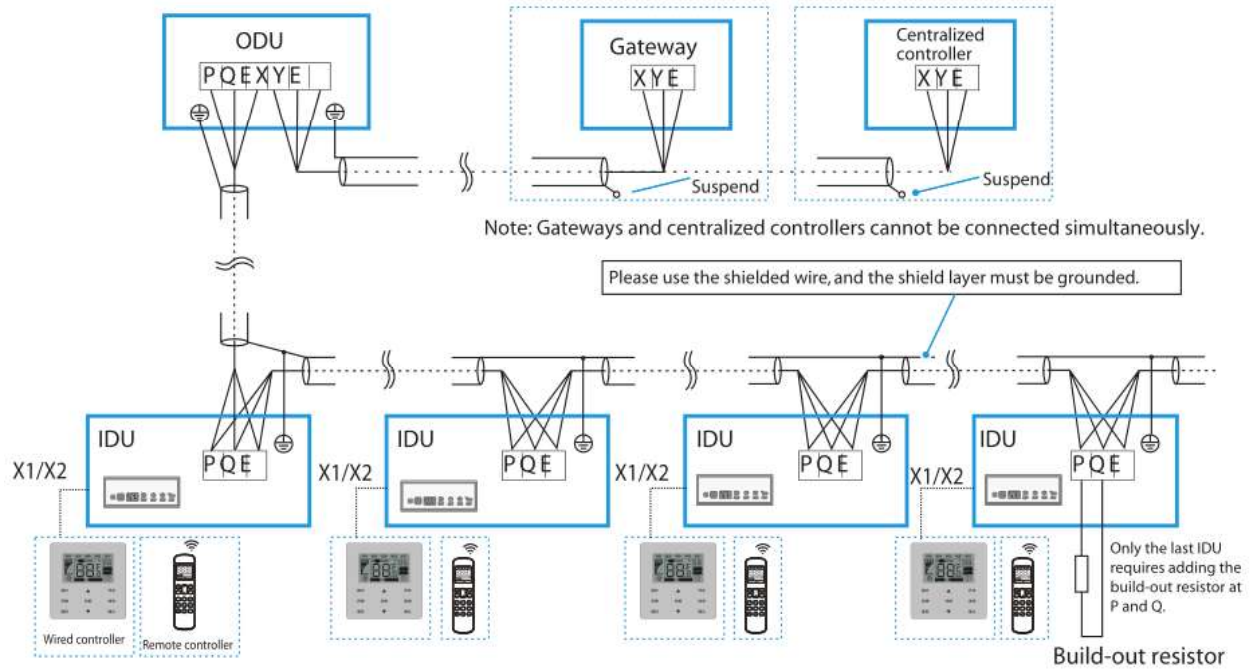 ODU
P Q E X Y E
Gateway
X Y E
Centralized
controller
X Y E
Suspend
Suspend
Note: Gateways and centralized controllers cannot be connected simultaneously.
Please use the shielded wire, and the shield layer must be grounded.
IDU
P Q E
X1/X2
IDU
P Q E
X1/X2
IDU
P Q E
X1/X2
IDU
P Q E
X1/X2
Wired controller
Remote controller
Only the last IDU
requires adding the
build-out resistor at
P and Q.
Build-out resistor